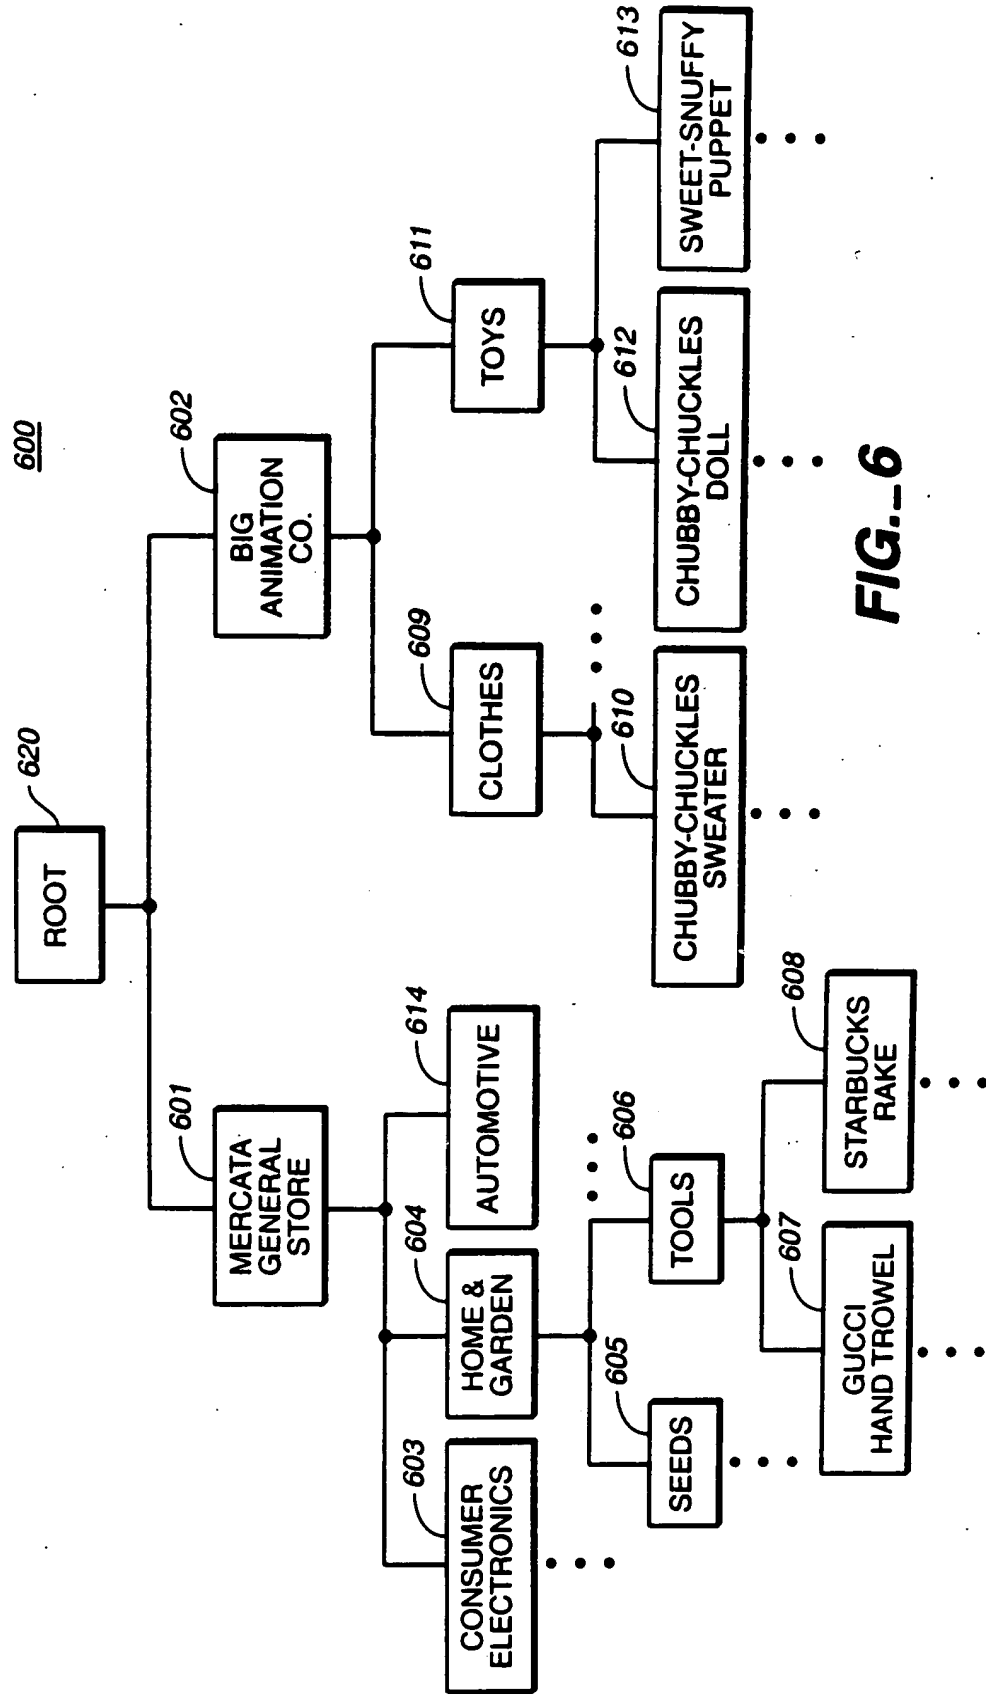 600
620
ROOT
601
MERCATA
GENERAL
STORE
602
BIG
ANIMATION
CO.
603
CONSUMER
ELECTRONICS
604
HOME &
GARDEN
614
AUTOMOTIVE
609
CLOTHES
611
TOYS
605
SEEDS
606
TOOLS
610
CHUBBY-CHUCKLES
SWEATER
612
CHUBBY-CHUCKLES
DOLL
613
SWEET-SNUFFY
PUPPET
607
GUCCI
HAND TROWEL
608
STARBUCKS
RAKE
FIG._6